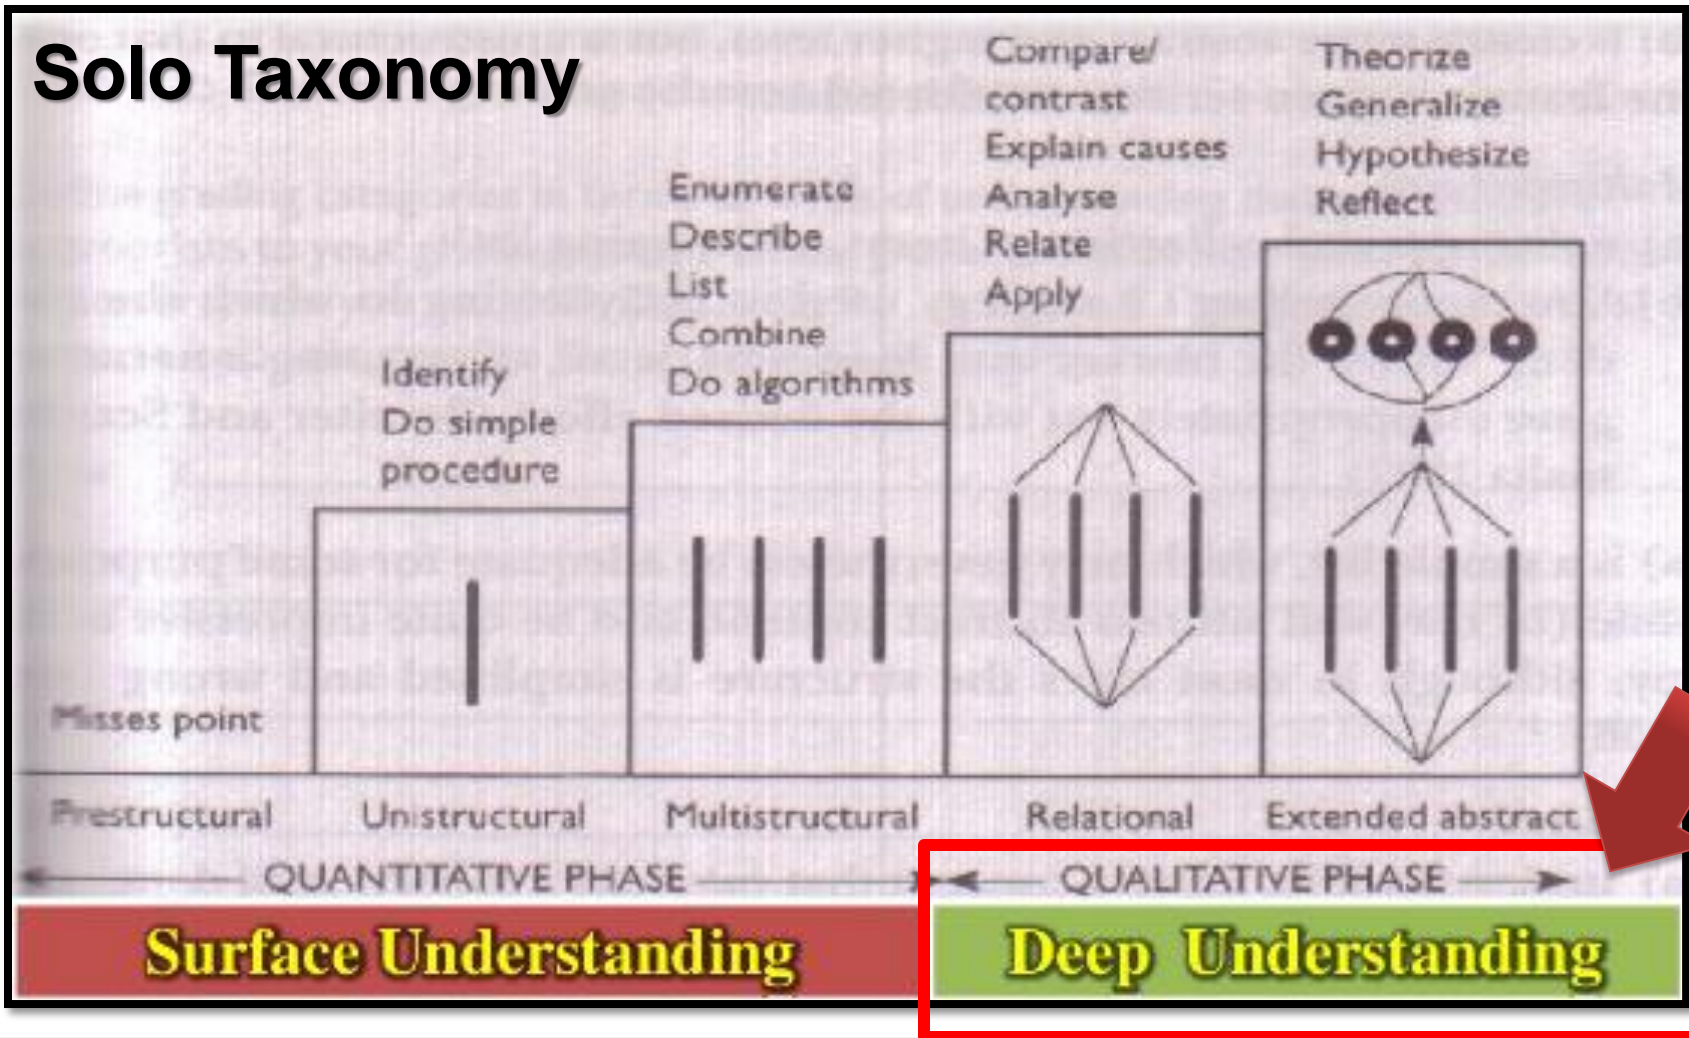 Solo Taxonomy
Compare/
contrast
Explain causes
Analyse
Relate
Apply
Theorize
Generalize
Hypothesize
Reflect
Enumerate
Describe
List
Combine
Do algorithms
Identify
Do simple
procedure
Misses point
Prestructural
Unistructural
Multistructural
Relational
Extended abstract
QUANTITATIVE PHASE
QUALITATIVE PHASE
Surface Understanding
Deep Understanding